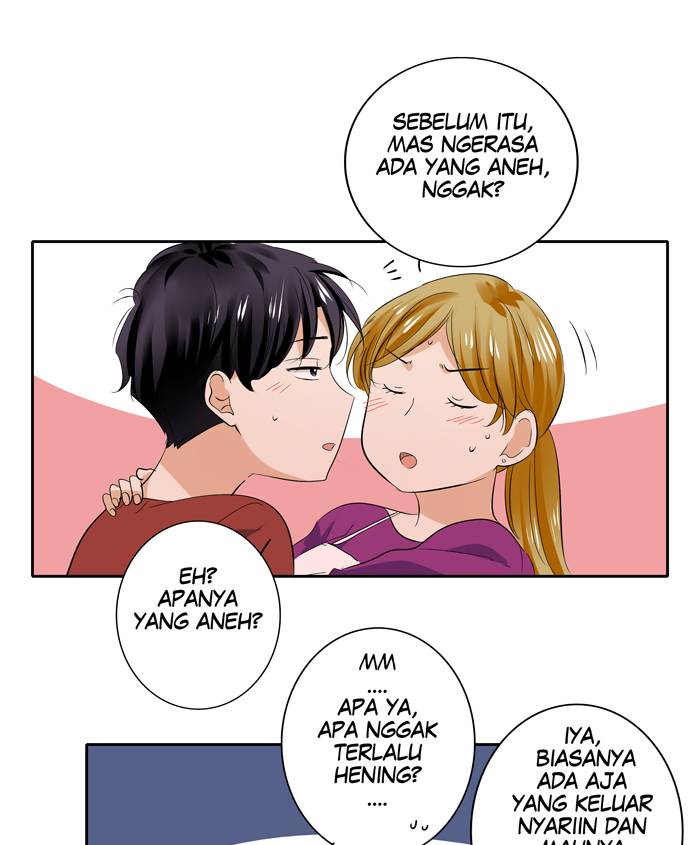 SEBELUM ITU,
MAS NGERASA
ADA YANG ANEH,
NGGAK?
EH?
APANYA
YANG ANEH?
MM
....
APA YA,
APA NGGAK
TERLALU
HENING?
....
IYA,
BIASANYA
ADA AJA
YANG KELUAR
NYARIIN DAN
MAUNYA